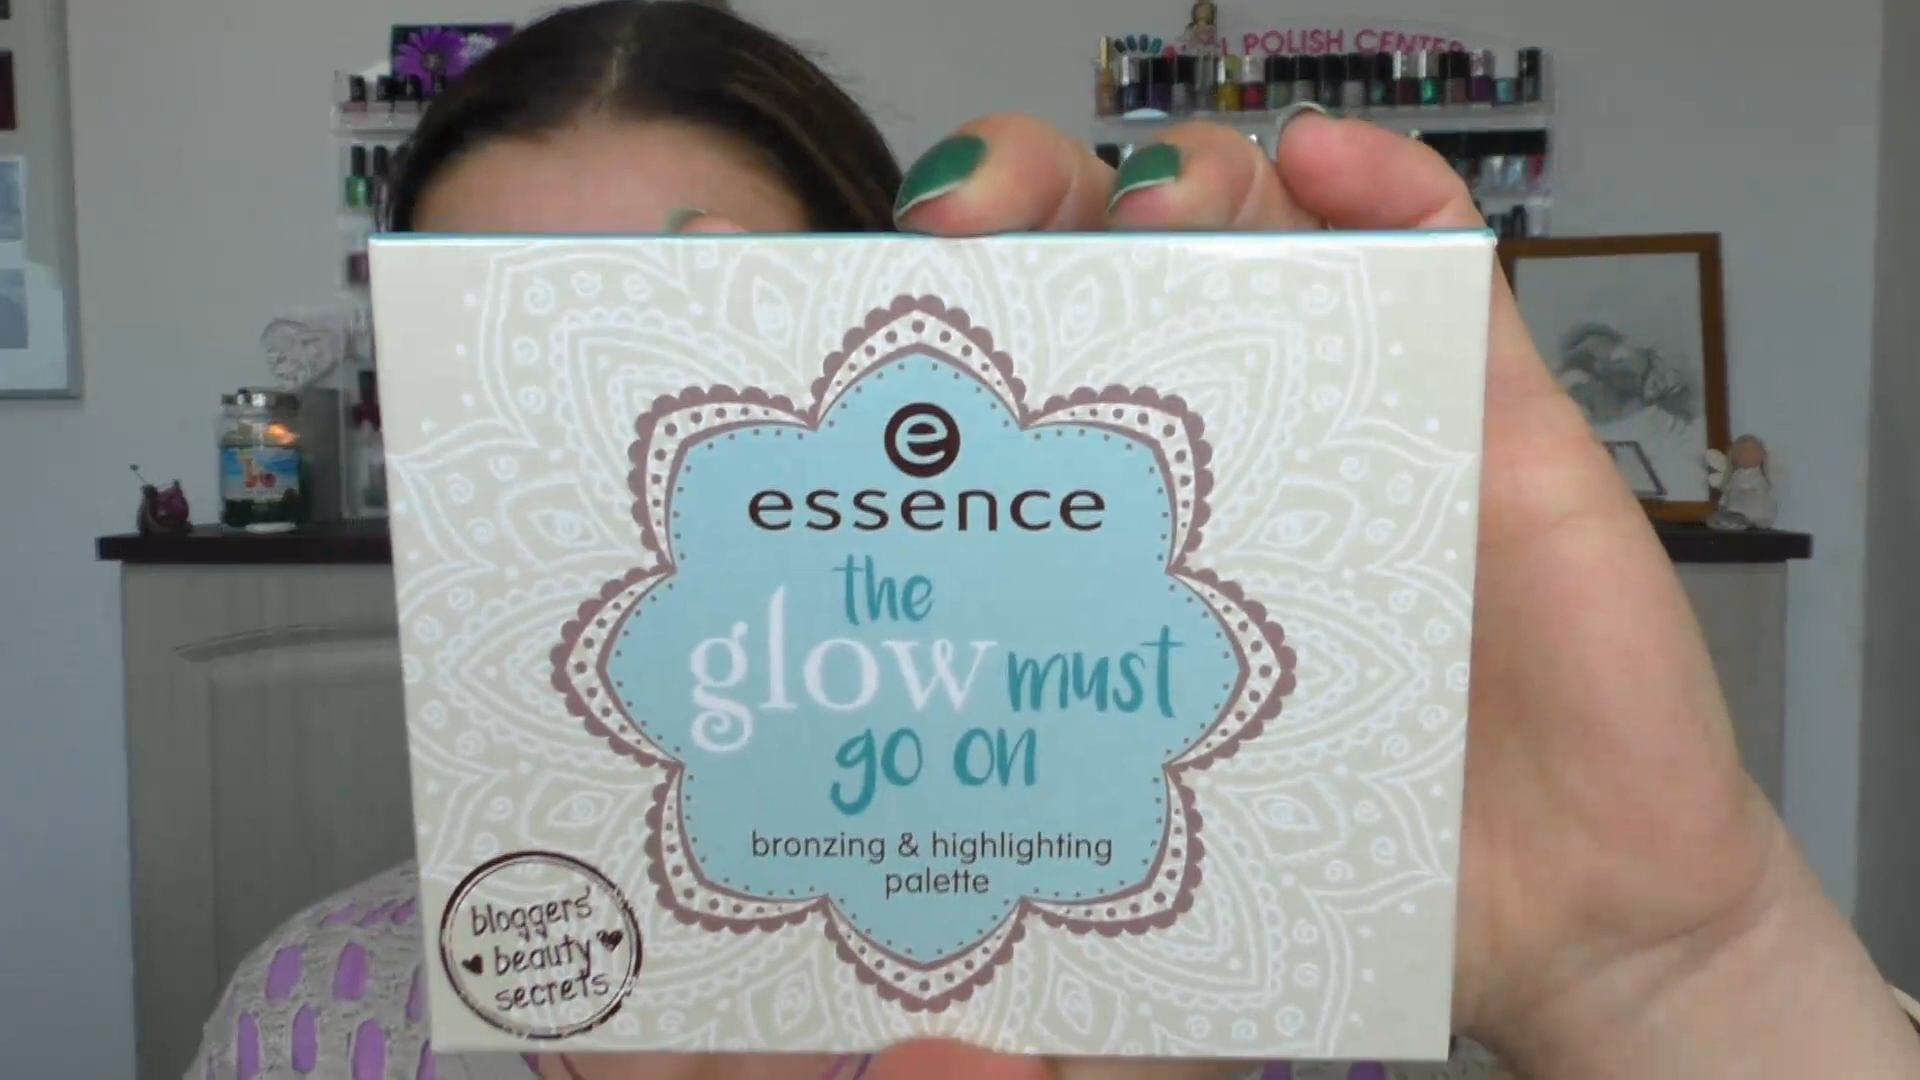 POLISH CENTER
e
essence
the
glow must
go on
bronzing & highlighting
palette
bloggers'
beauty
secrets